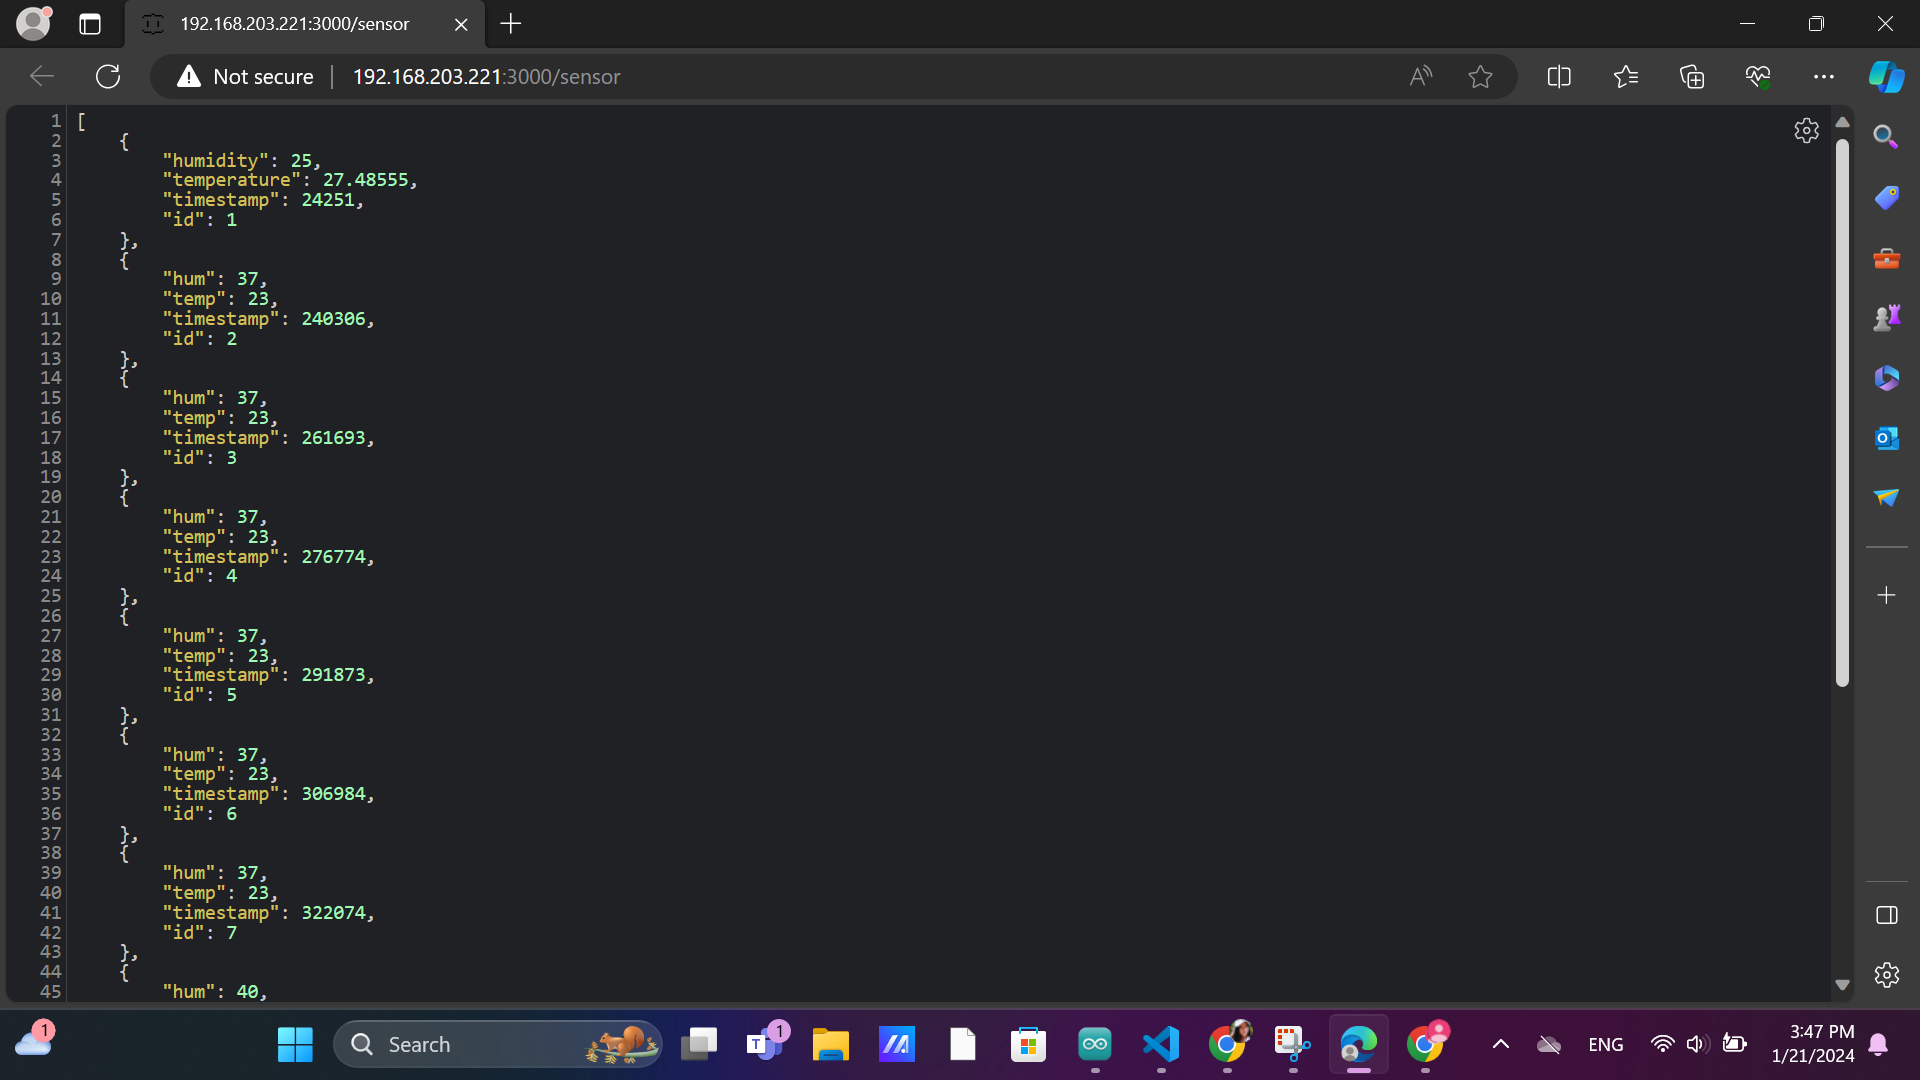 192.168.203.221:3000/sensor
Not secure
192.168.203.221:3000/sensor
1 [
2 {
3 "humidity": 25,
4 "temperature": 27.48555,
5 "timestamp": 24251,
6 "id": 1
7 },
8 {
9 "hum": 37,
10 "temp": 23,
11 "timestamp": 240306,
12 "id": 2
13 },
14 {
15 "hum": 37,
16 "temp": 23,
17 "timestamp": 261693,
18 "id": 3
19 },
20 {
21 "hum": 37,
22 "temp": 23,
23 "timestamp": 276774,
24 "id": 4
25 },
26 {
27 "hum": 37,
28 "temp": 23,
29 "timestamp": 291873,
30 "id": 5
31 },
32 {
33 "hum": 37,
34 "temp": 23,
35 "timestamp": 306984,
36 "id": 6
37 },
38 {
39 "hum": 37,
40 "temp": 23,
41 "timestamp": 322074,
42 "id": 7
43 },
44 {
45 "hum": 40,
1
Search
1
ENG
3:47 PM
1/21/2024